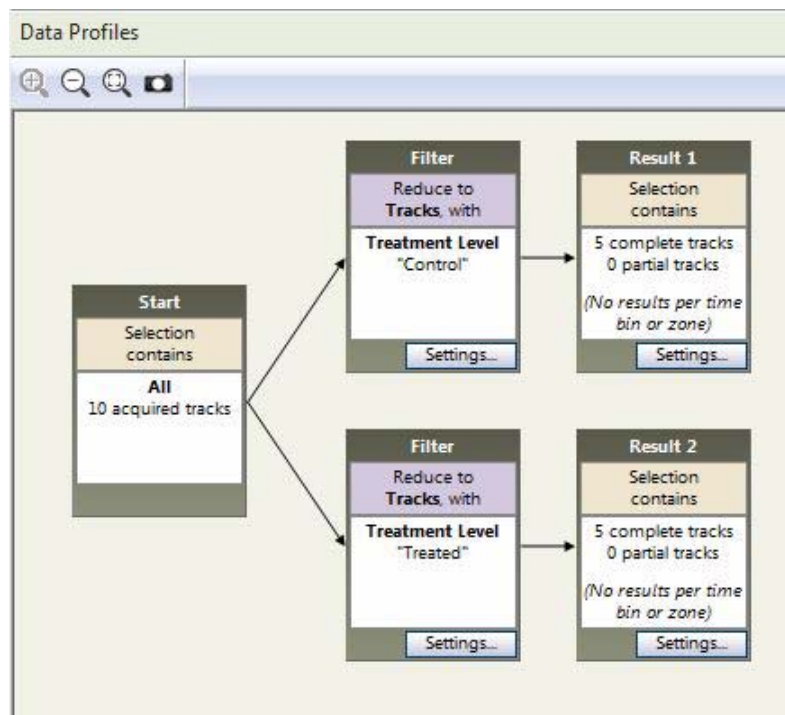 Data Profiles
Start
Selection
contains
All
10 acquired tracks
Filter
Reduce to
Tracks, with
Treatment Level
"Control"
Settings...
Result 1
Selection
contains
5 complete tracks
0 partial tracks
(No results per time
bin or zone)
Settings...
Filter
Reduce to
Tracks, with
Treatment Level
"Treated"
Settings...
Result 2
Selection
contains
5 complete tracks
0 partial tracks
(No results per time
bin or zone)
Settings...